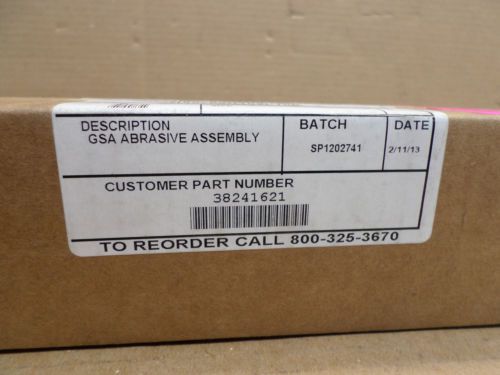 DESCRIPTION
GSA ABRASIVE ASSEMBLY
BATCH
SP1202741
DATE
2/11/13
CUSTOMER PART NUMBER
38241621
TO REORDER CALL 800-325-3670